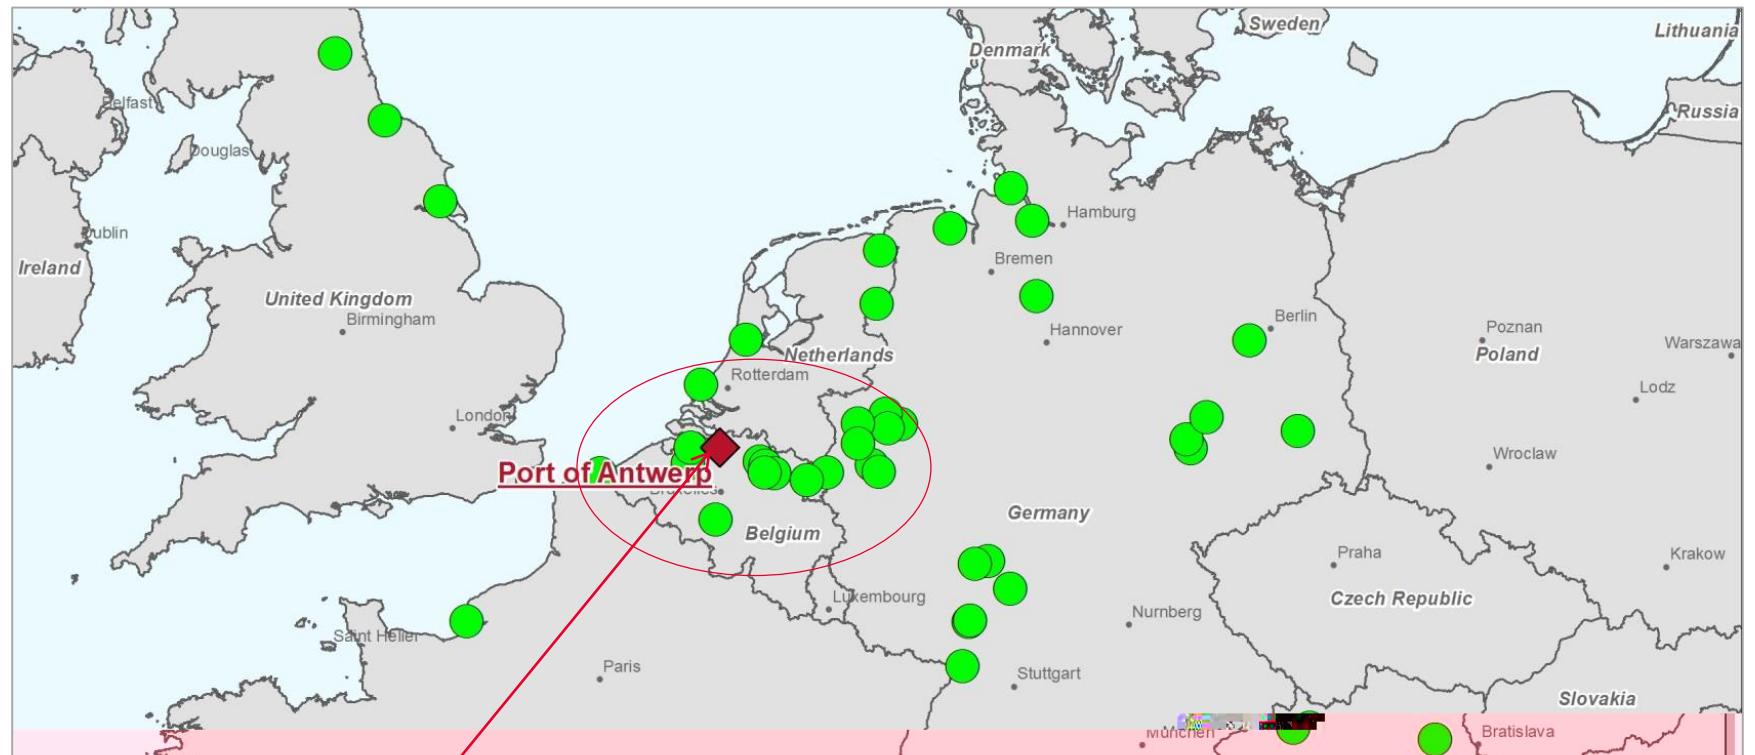 Sweden
Lithuania
Denmark
Belfast
Russia
Douglas
Hamburg
Dublin
Bremen
Ireland
United Kingdom
Birmingham
Berlin
Hannover
Poznan
Warszawa
Netherlands
Poland
Rotterdam
Lodz
London
Wroclaw
Port of Antwerp
Bruxelles
Germany
Belgium
Praha
Krakow
Luxembourg
Czech Republic
Nurnberg
Saint Helier
Paris
Stuttgart
Slovakia
Munchen
Bratislava